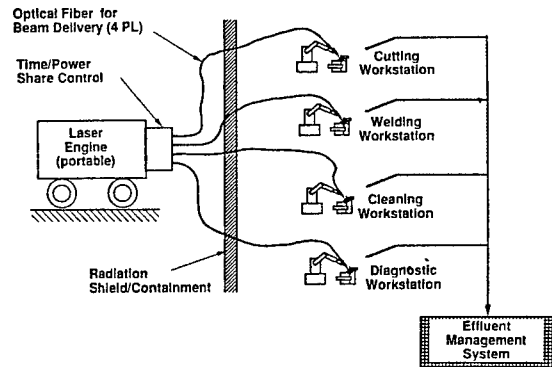 Optical Fiber for
Beam Delivery (4 PL)
Time/Power
Share Control
Laser
Engine
(portable)
Radiation
Shield/Containment
Cutting
Workstation
Welding
Workstation
Cleaning
Workstation
Diagnostic
Workstation
Effluent
Management
System